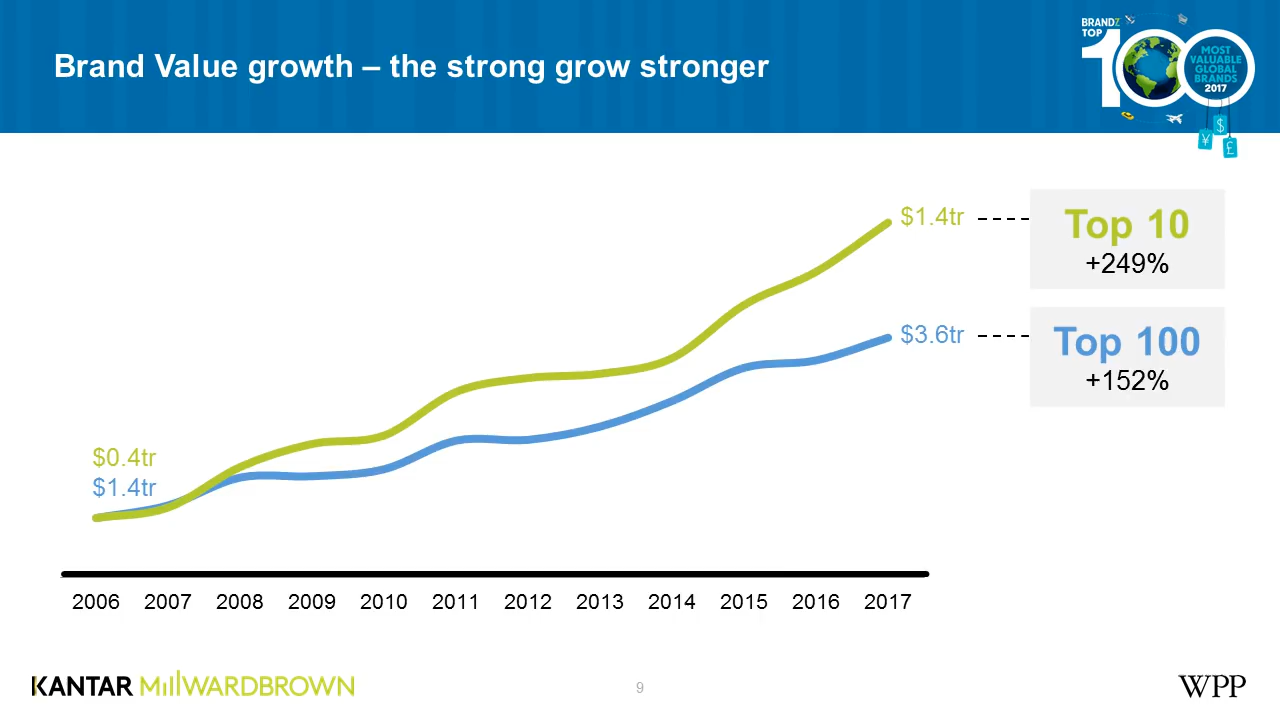 Brand Value growth – the strong grow stronger
BRANDZ
TOP
100
MOST
VALUABLE
GLOBAL
BRANDS
2017
$
¥
£
$1.4tr
Top 10
+249%
$3.6tr
Top 100
+152%
$0.4tr
$1.4tr
2006 2007 2008 2009 2010 2011 2012 2013 2014 2015 2016 2017
KANTAR MillWARDBROWN
9
WPP